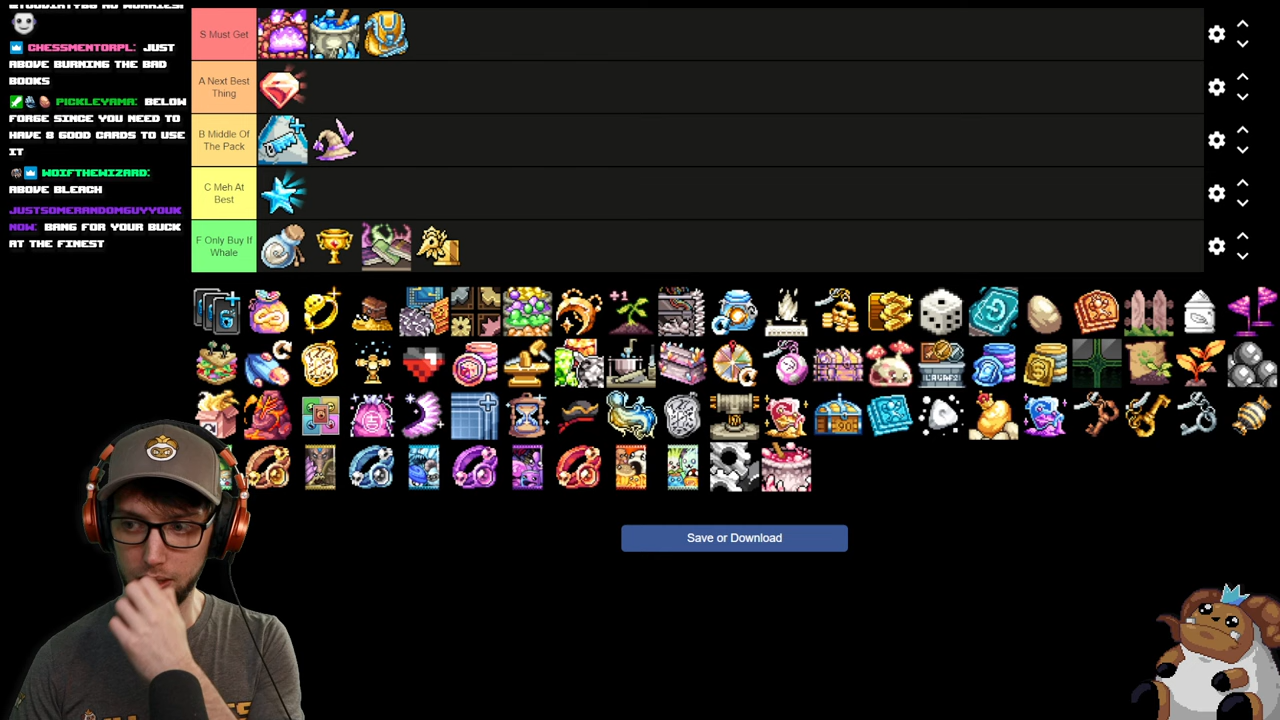 CHESSMENTORPL: JUST
ABOVE BURNING THE BAD
BOOKS
PICKLEYAMA: BELOW
FORGE SINCE YOU NEED TO
HAVE 8 GOOD CARDS TO USE
IT
WOIFTHEWIZARD:
ABOVE BLEACH
JUSTSOMERANDOMGUYYOUK
NOW: BANG FOR YOUR BUCK
AT THE FINEST
S Must Get
A Next Best
Thing
B Middle Of
The Pack
C Meh At
Best
F Only Buy If
Whale
+1
Save or Download